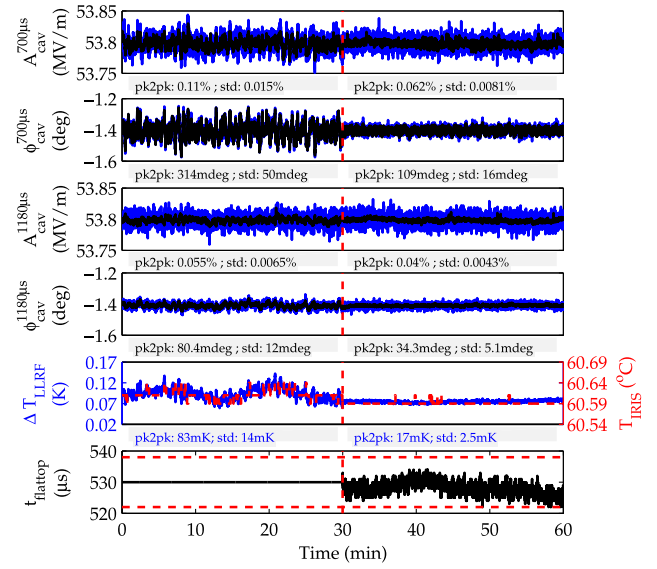 53.85
53.8
53.75
A_cav^700µs (MV/m)
pk2pk: 0.11% ; std: 0.015%
pk2pk: 0.062% ; std: 0.0081%
−1.2
−1.4
−1.6
ϕ_cav^700µs (deg)
pk2pk: 314mdeg ; std: 50mdeg
pk2pk: 109mdeg ; std: 16mdeg
53.85
53.8
53.75
A_cav^1180µs (MV/m)
pk2pk: 0.055% ; std: 0.0065%
pk2pk: 0.04% ; std: 0.0043%
−1.2
−1.4
−1.6
ϕ_cav^1180µs (deg)
pk2pk: 80.4mdeg ; std: 12mdeg
pk2pk: 34.3mdeg ; std: 5.1mdeg
0.17
0.12
0.07
0.02
Δ T_LLRF (K)
60.69
60.64
60.59
60.54
T_IRIS (°C)
pk2pk: 83mK; std: 14mK
pk2pk: 17mK; std: 2.5mK
540
530
520
t_flattop (µs)
0 10 20 30 40 50 60
Time (min)